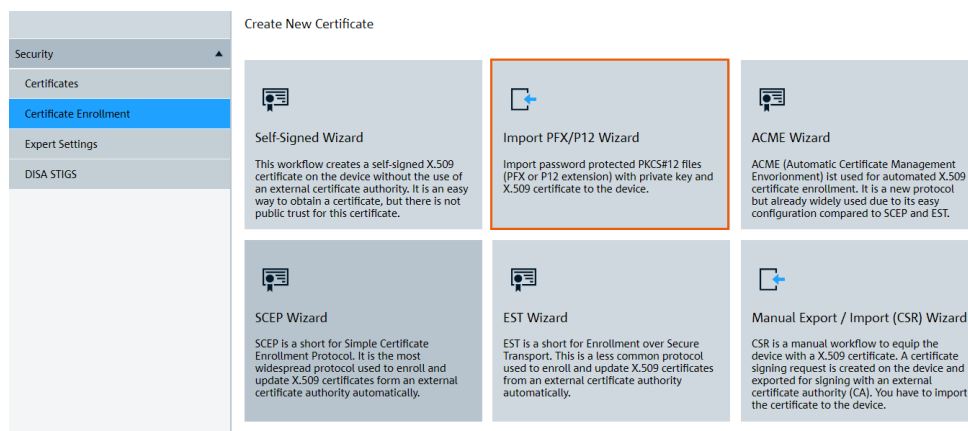 Create New Certificate
Security
Certificates
Certificate Enrollment
Expert Settings
DISA STIGS
Self-Signed Wizard
This workflow creates a self-signed X.509
certificate on the device without the use of
an external certificate authority. It is an easy
way to obtain a certificate, but there is not
public trust for this certificate.
Import PFX/P12 Wizard
Import password protected PKCS#12 files
(PFX or P12 extension) with private key and
X.509 certificate to the device.
ACME Wizard
ACME (Automatic Certificate Management
Envorionment) ist used for automated X.509
certificate enrollment. It is a new protocol
but already widely used due to its easy
configuration compared to SCEP and EST.
SCEP Wizard
SCEP is a short for Simple Certificate
Enrollment Protocol. It is the most
widespread protocol used to enroll and
update X.509 certificates form an external
certificate authority automatically.
EST Wizard
EST is a short for Enrollment over Secure
Transport. This is a less common protocol
used to enroll and update X.509 certificates
from an external certificate authority
automatically.
Manual Export / Import (CSR) Wizard
CSR is a manual workflow to equip the
device with a X.509 certificate. A certificate
signing request is created on the device and
exported for signing with an external
certificate authority (CA). You have to import
the certificate to the device.